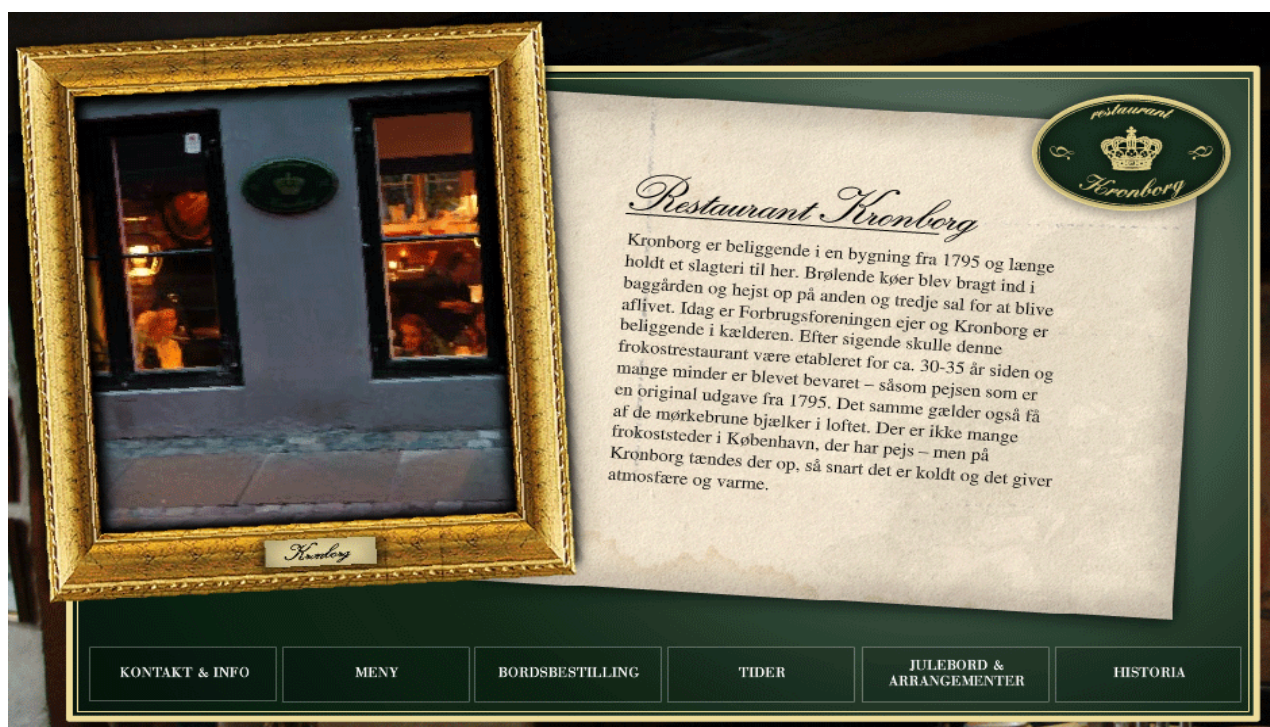 restaurant
Kronborg
Restaurant Kronborg
Kronborg er beliggende i en bygning fra 1795 og længe
holdt et slagteri til her. Brølende køer blev bragt ind i
baggården og hejst op på anden og tredje sal for at blive
aflivet. Idag er Forbrugsforeningen ejer og Kronborg er
beliggende i kælderen. Efter sigende skulle denne
frokostrestaurant være etableret for ca. 30-35 år siden og
mange minder er blevet bevaret – såsom pejsen som er
en original udgave fra 1795. Det samme gælder også få
af de mørkebrune bjælker i loftet. Der er ikke mange
frokoststeder i København, der har pejs – men på
Kronborg tændes der op, så snart det er koldt og det giver
atmosfære og varme.
Kronborg
KONTAKT & INFO
MENY
BORDSBESTILLING
TIDER
JULEBORD &
ARRANGEMENTER
HISTORIA